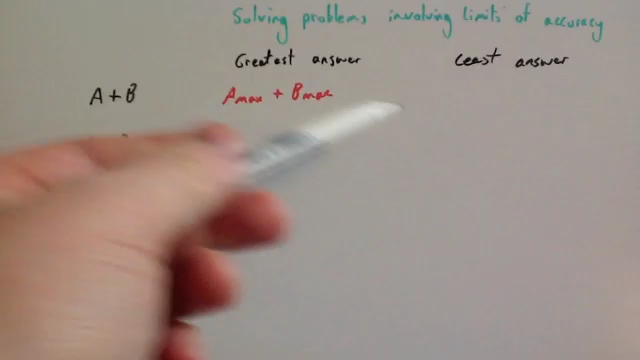 Solving problems involving limits of accuracy
Greatest answer Least answer
A + B Amax + Bmax